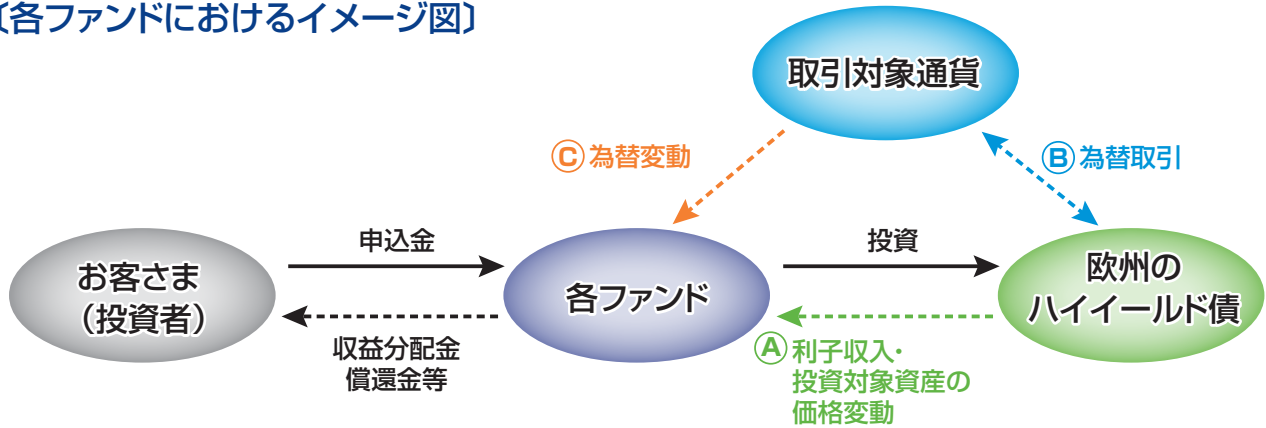 〔各ファンドにおけるイメージ図〕
取引対象通貨
Ⓒ為替変動
Ⓑ為替取引
申込金
投資
お客さま
（投資者）
各ファンド
欧州の
ハイイールド債
収益分配金
償還金等
Ⓐ利子収入・
投資対象資産の
価格変動